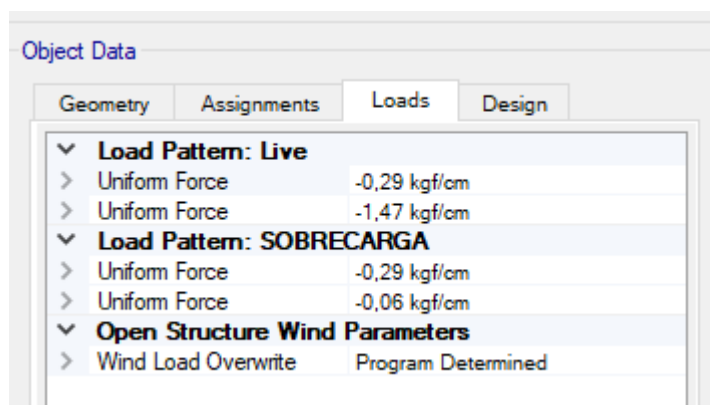 Object Data
Geometry Assignments Loads Design
Load Pattern: Live
Uniform Force -0,29 kgf/cm
Uniform Force -1,47 kgf/cm
Load Pattern: SOBRECARGA
Uniform Force -0,29 kgf/cm
Uniform Force -0,06 kgf/cm
Open Structure Wind Parameters
Wind Load Overwrite Program Determined